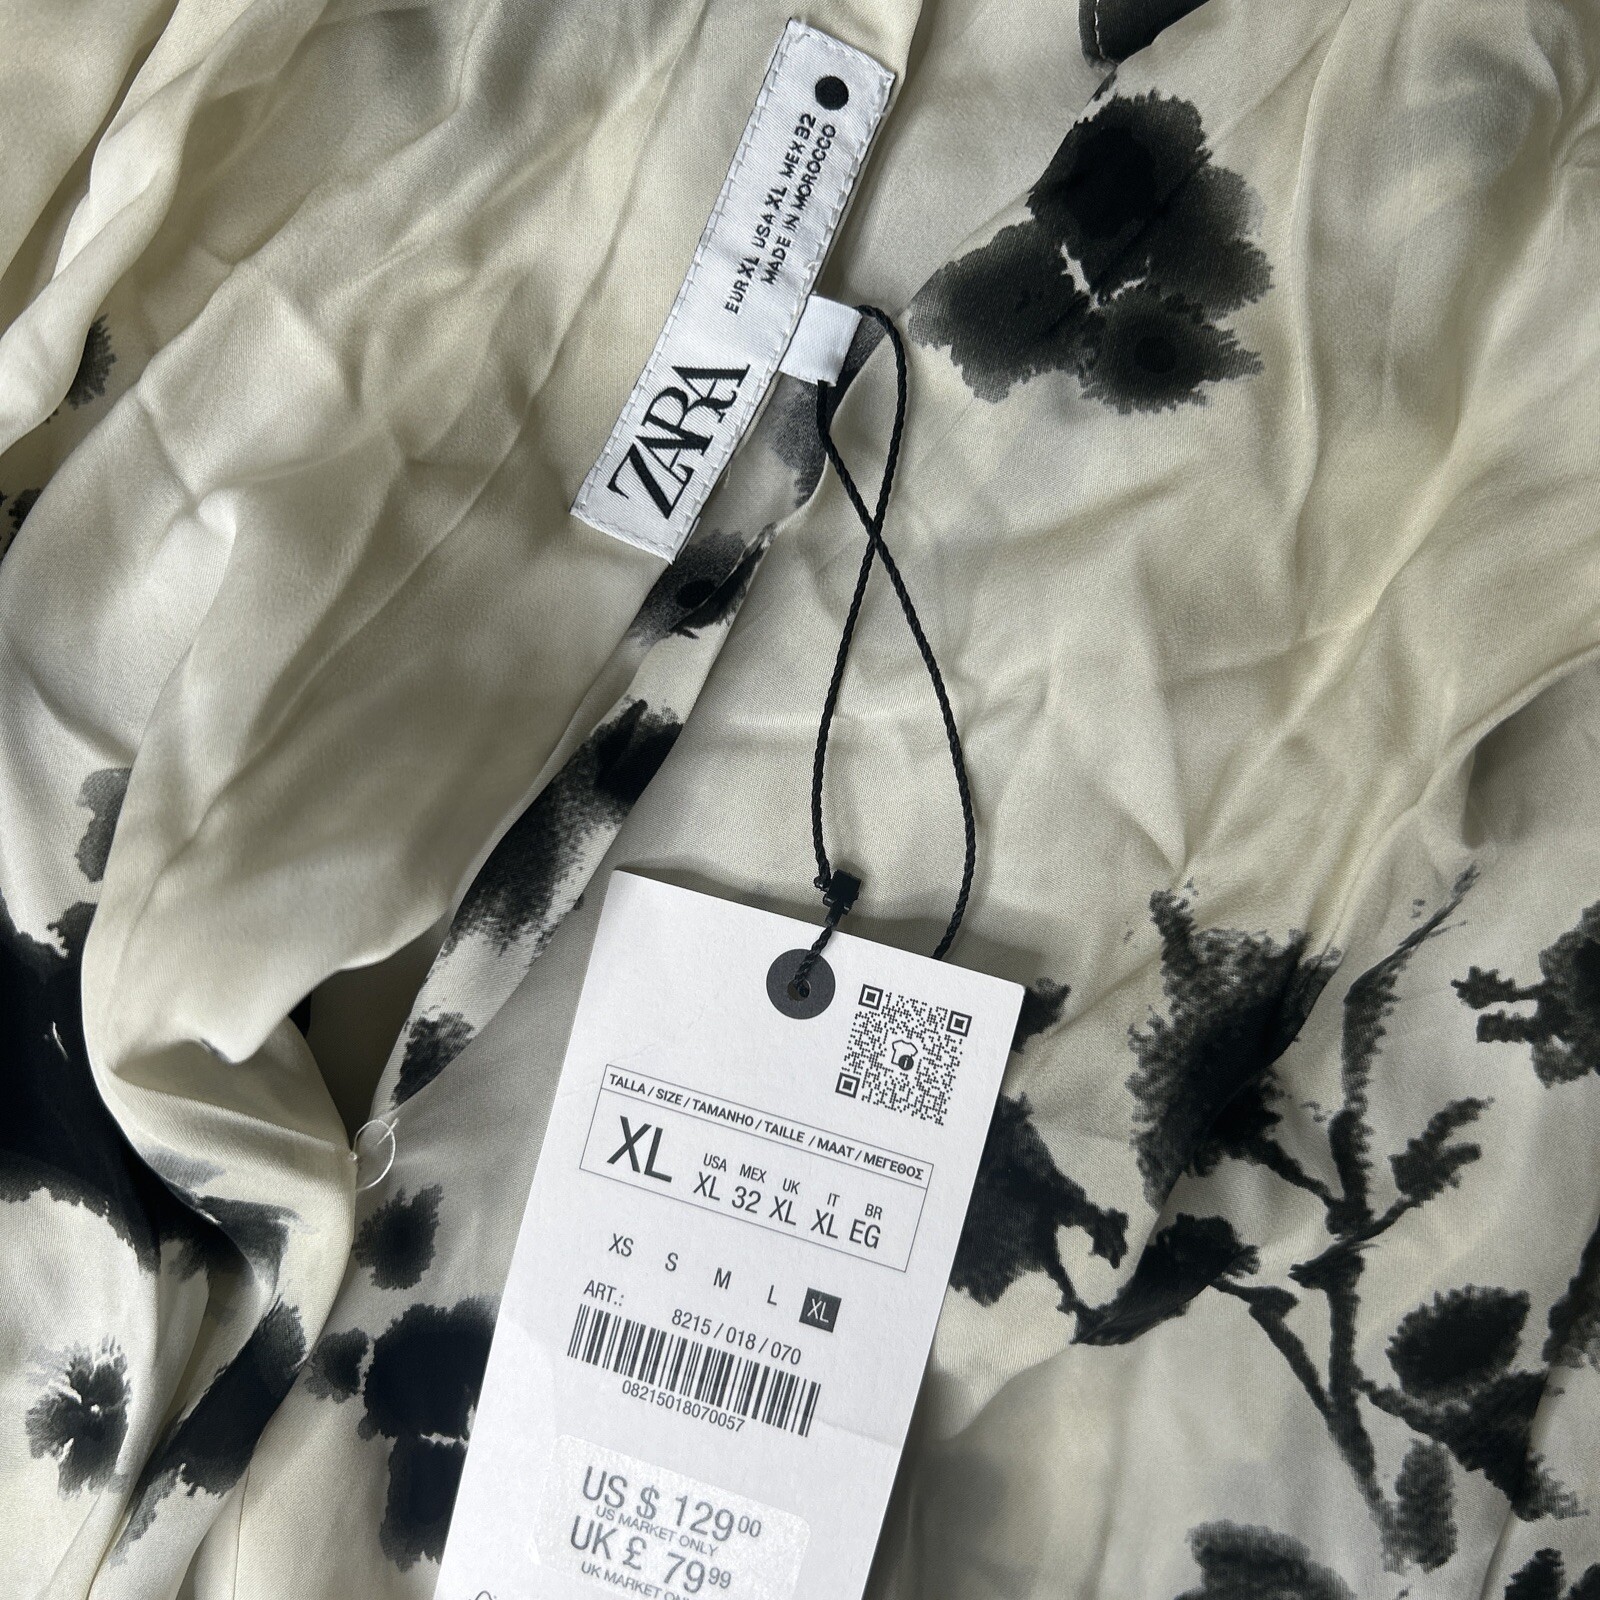 EUR XL USA XL MEX 32
MADE IN MOROCCO
ZARA
TALLA / SIZE / TAMANHO / TAILLE / MAAT / ΜΕΓΕΘΟΣ
XL
USA MEX UK IT BR
XL 32 XL XL EG
XS S M L XL
ART.:
8215 / 018 / 070
08215018070057
US $ 129 00
US MARKET ONLY
UK £ 79 99
UK MARKET ON